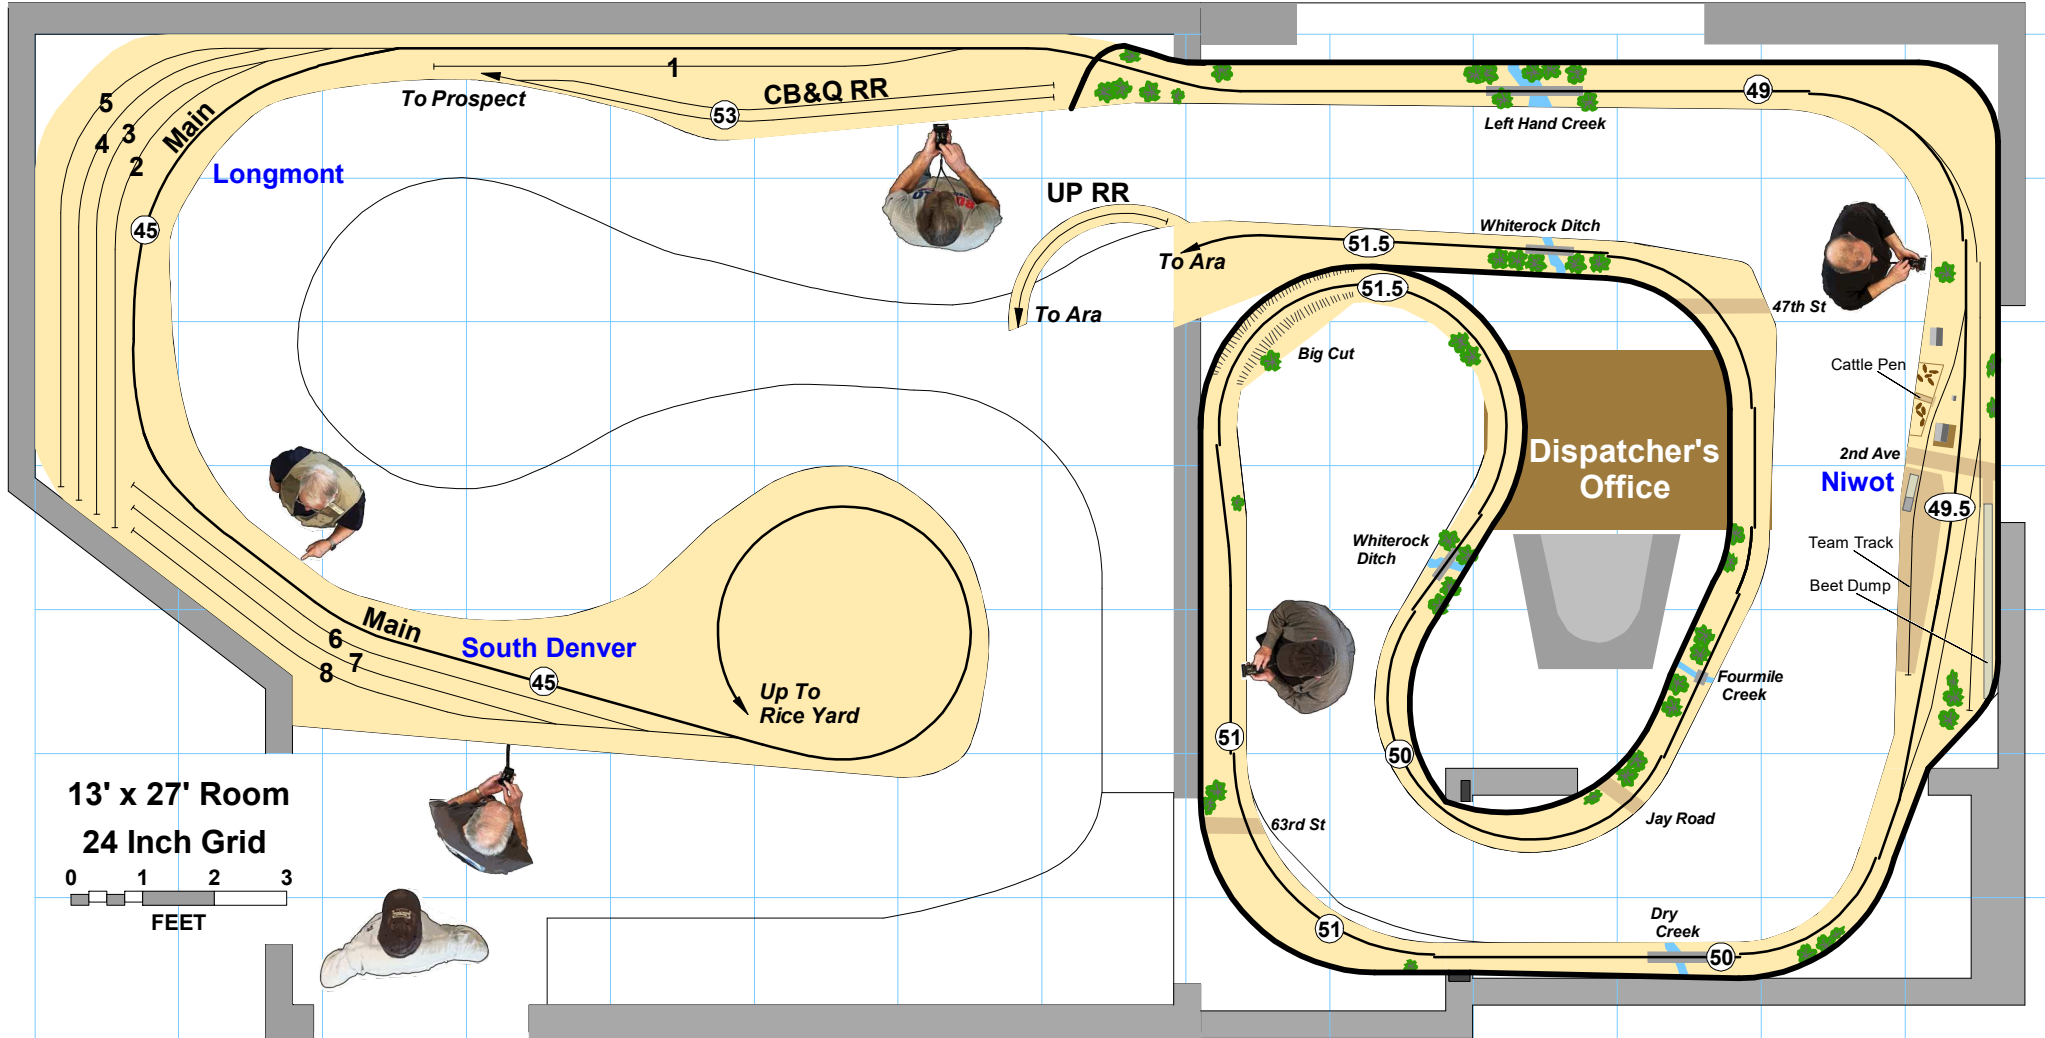 1
CB&Q RR
To Prospect
53
5
4
3
2
Main
Longmont
45
49
Left Hand Creek
UP RR
Whiterock Ditch
51.5
To Ara
To Ara
51.5
47th St
Big Cut
Cattle Pen
Dispatcher's
Office
2nd Ave
Niwot
49.5
Whiterock
Ditch
Team Track
Beet Dump
Main
6
7
8
South Denver
45
Up To
Rice Yard
Fourmile
Creek
51
50
63rd St
Jay Road
13' x 27' Room
24 Inch Grid
0 1 2 3
FEET
51
Dry
Creek
50